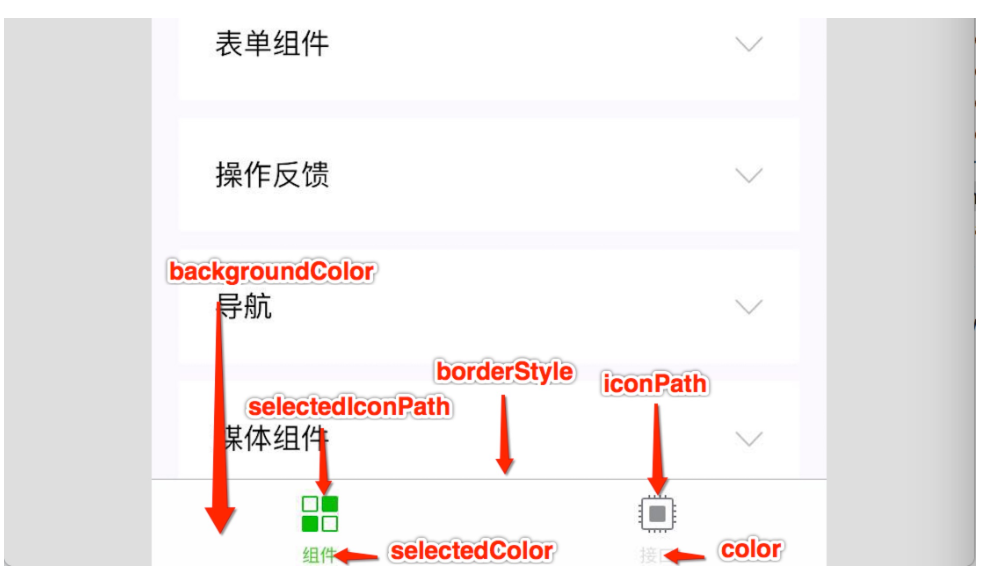 表单组件
操作反馈
backgroundColor
导航
borderStyle
iconPath
selectedIconPath
媒体组件
组件
selectedColor
接口
color